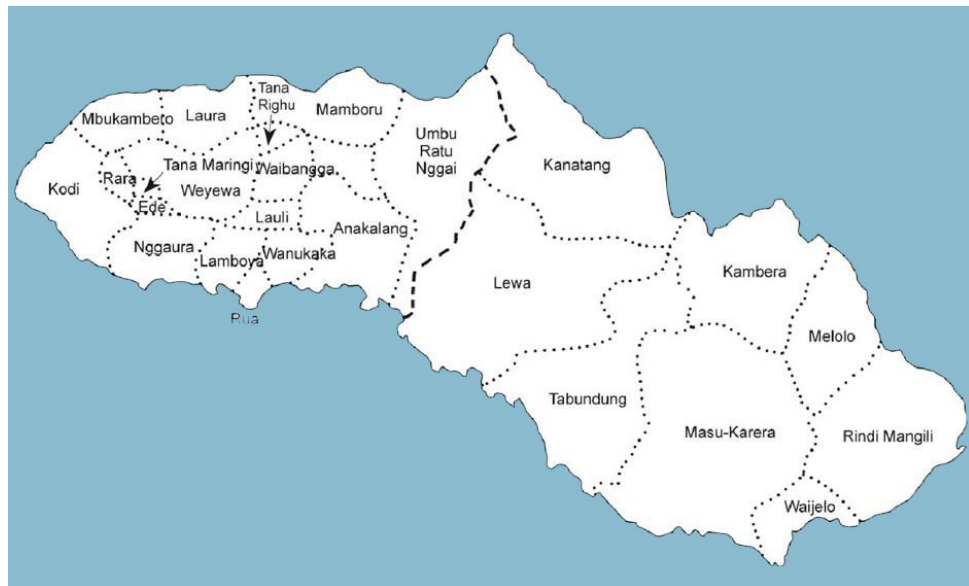 Tana
Righu
Mamboru
Mbukambeto
Laura
Umbu
Ratu
Nggai
Kanatang
Tana Maringi
Waibangga
Rara
Kodi
Weyewa
Ede
Lauli
Anakalang
Nggaura
Lamboya
Wanukaka
Rua
Lewa
Kambera
Melolo
Tabundung
Masu-Karera
Rindi Mangili
Waijelo